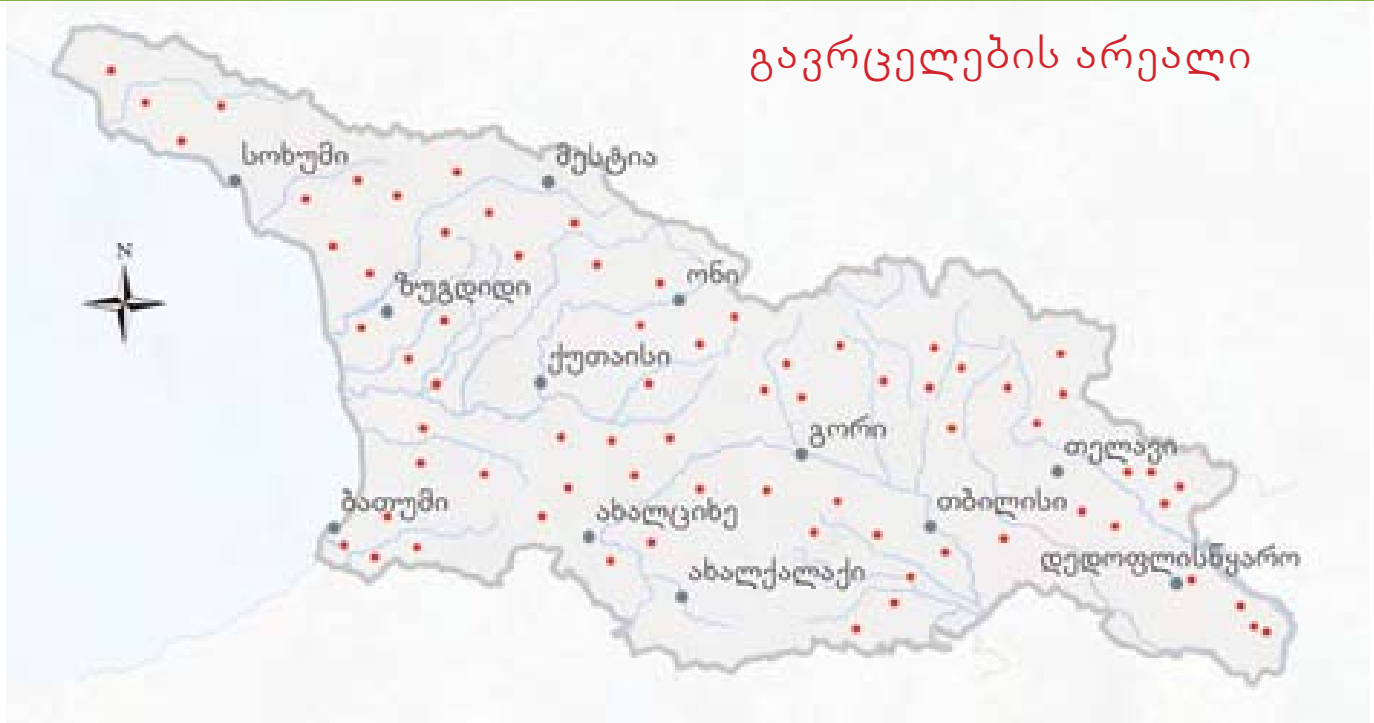 გავრცელების არეალი
სოხუმი
მესტია
N
ზუგდიდი
ონი
ქუთაისი
გორი
თელავი
ბათუმი
ახალციხე
თბილისი
ახალქალაქი
დედოფლისწყარო